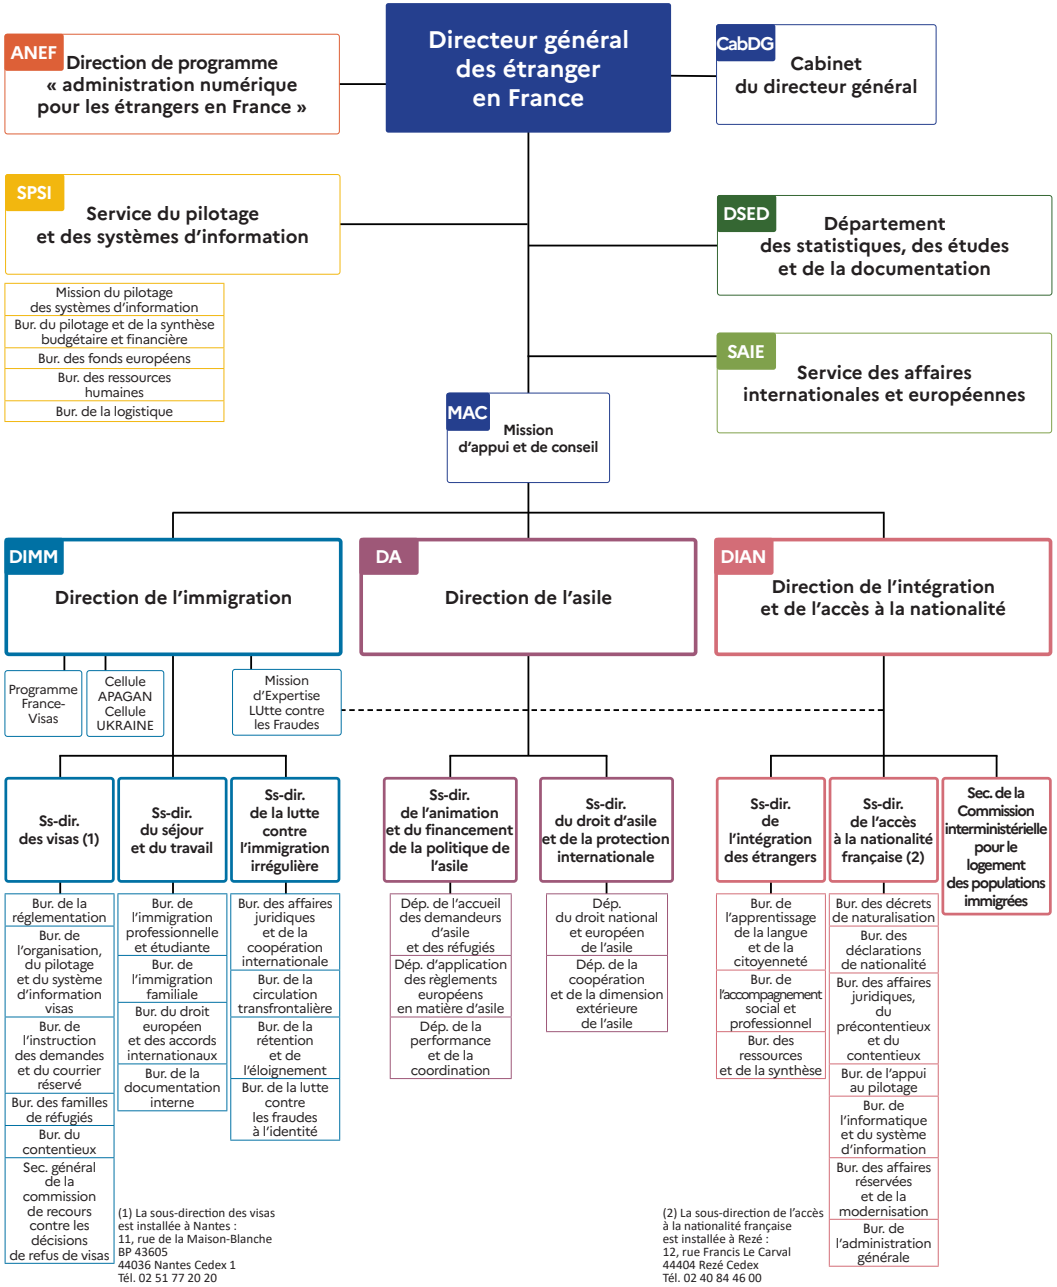 ANEF
Direction de programme
« administration numérique
pour les étrangers en France »
Directeur général
des étranger
en France
CabDG
Cabinet
du directeur général
SPSI
Service du pilotage
et des systèmes d'information
DSED
Département
des statistiques, des études
et de la documentation
Mission du pilotage
des systèmes d'information
Bur. du pilotage et de la synthèse
budgétaire et financière
Bur. des fonds européens
Bur. des ressources
humaines
Bur. de la logistique
SAIE
Service des affaires
internationales et européennes
MAC
Mission
d'appui et de conseil
DIMM
Direction de l'immigration
DA
Direction de l'asile
DIAN
Direction de l'intégration
et de l'accès à la nationalité
Programme
France-
Visas
Cellule
APAGAN
Cellule
UKRAINE
Mission
d'Expertise
LUtte contre
les Fraudes
Ss-dir.
des visas (1)
Ss-dir.
du séjour
et du travail
Ss-dir.
de la lutte
contre
l'immigration
irrégulière
Ss-dir.
de l'animation
et du financement
de la politique de
l'asile
Ss-dir.
du droit d'asile
et de la protection
internationale
Ss-dir.
de
l'intégration
des étrangers
Ss-dir.
de l'accès
à la nationalité
française (2)
Sec. de la
Commission
interministérielle
pour le
logement
des populations
immigrées
Bur. de la
réglementation
Bur. de
l'organisation,
du pilotage
et du système
d'information
visas
Bur. de
l'instruction
des demandes
et du courrier
réservé
Bur. des familles
de réfugiés
Bur. du
contentieux
Sec. général
de la
commission
de recours
contre les
décisions
de refus de visas
Bur. de
l'immigration
professionnelle
et étudiante
Bur. de
l'immigration
familiale
Bur. du droit
européen
et des accords
internationaux
Bur. de la
documentation
interne
Bur. des affaires
juridiques
et de la
coopération
internationale
Bur. de la
circulation
transfrontalière
Bur. de la
rétention
et de
l'éloignement
Bur. de la lutte
contre
les fraudes
à l'identité
Dép. de l'accueil
des demandeurs
d'asile
et des réfugiés
Dép. d'application
des règlements
européens
en matière d'asile
Dép. de la
performance
et de la
coordination
Dép.
du droit national
et européen
de l'asile
Dép. de la
coopération
et de la dimension
extérieure
de l'asile
Bur. de
l'apprentissage
de la langue
et de la
citoyenneté
Bur. de
l'accompagnement
social et
professionnel
Bur. des
ressources
et de la synthèse
Bur. des décrets
de naturalisation
Bur. des
déclarations
de nationalité
Bur. des affaires
juridiques,
du
précontentieux
et du
contentieux
Bur. de l'appui
au pilotage
Bur. de
l'informatique
et du système
d'information
Bur. des affaires
réservées
et de la
modernisation
Bur. de
l'administration
générale
(1) La sous-direction des visas
est installée à Nantes :
11, rue de la Maison-Blanche
BP 43605
44036 Nantes Cedex 1
Tél. 02 51 77 20 20
(2) La sous-direction de l'accès
à la nationalité française
est installée à Rezé :
12, rue Francis Le Carval
44404 Rezé Cedex
Tél. 02 40 84 46 00